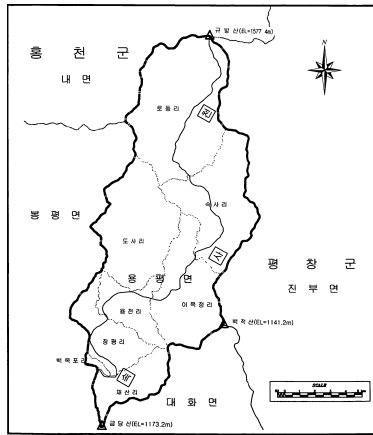 계 방 산(EL=1577.4m)
홍 천 군
내 면
N
노동리
봉 평 면
속사리
도사리
평 창 군
용 평 면
진 부 면
이목정리
용전리
백 적 산(EL=1141.2m)
장평리
백옥포리
재산리
대 화 면
SCALE
금 당 산(EL=1173.2m)